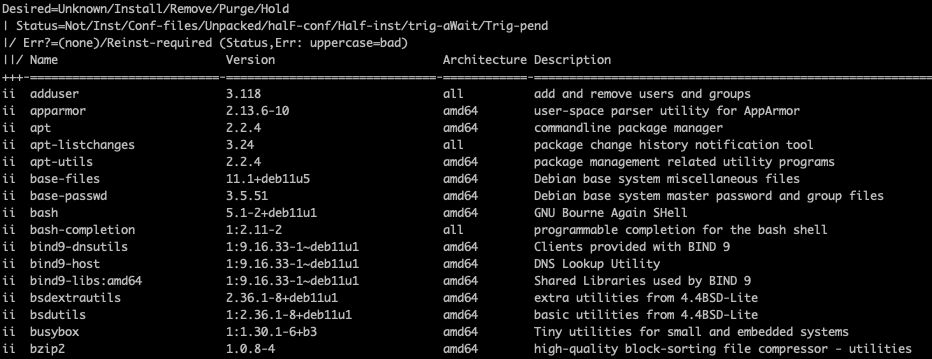 Desired=Unknown/Install/Remove/Purge/Hold
| Status=Not/Inst/Conf-files/Unpacked/halF-conf/Half-inst/trig-aWait/Trig-pend
|/ Err?=(none)/Reinst-required (Status,Err: uppercase=bad)
||/ Name                        Version                        Architecture Description
+++-===========================-==============================-============-==========================================================
ii  adduser                     3.118                          all          add and remove users and groups
ii  apparmor                    2.13.6-10                      amd64        user-space parser utility for AppArmor
ii  apt                         2.2.4                          amd64        commandline package manager
ii  apt-listchanges             3.24                           all          package change history notification tool
ii  apt-utils                   2.2.4                          amd64        package management related utility programs
ii  base-files                  11.1+deb11u5                   amd64        Debian base system miscellaneous files
ii  base-passwd                 3.5.51                         amd64        Debian base system master password and group files
ii  bash                        5.1-2+deb11u1                  amd64        GNU Bourne Again SHell
ii  bash-completion             1:2.11-2                       all          programmable completion for the bash shell
ii  bind9-dnsutils              1:9.16.33-1~deb11u1            amd64        Clients provided with BIND 9
ii  bind9-host                  1:9.16.33-1~deb11u1            amd64        DNS Lookup Utility
ii  bind9-libs:amd64            1:9.16.33-1~deb11u1            amd64        Shared Libraries used by BIND 9
ii  bsdextrautils               2.36.1-8+deb11u1               amd64        extra utilities from 4.4BSD-Lite
ii  bsdutils                    1:2.36.1-8+deb11u1             amd64        basic utilities from 4.4BSD-Lite
ii  busybox                     1:1.30.1-6+b3                  amd64        Tiny utilities for small and embedded systems
ii  bzip2                       1.0.8-4                        amd64        high-quality block-sorting file compressor - utilities